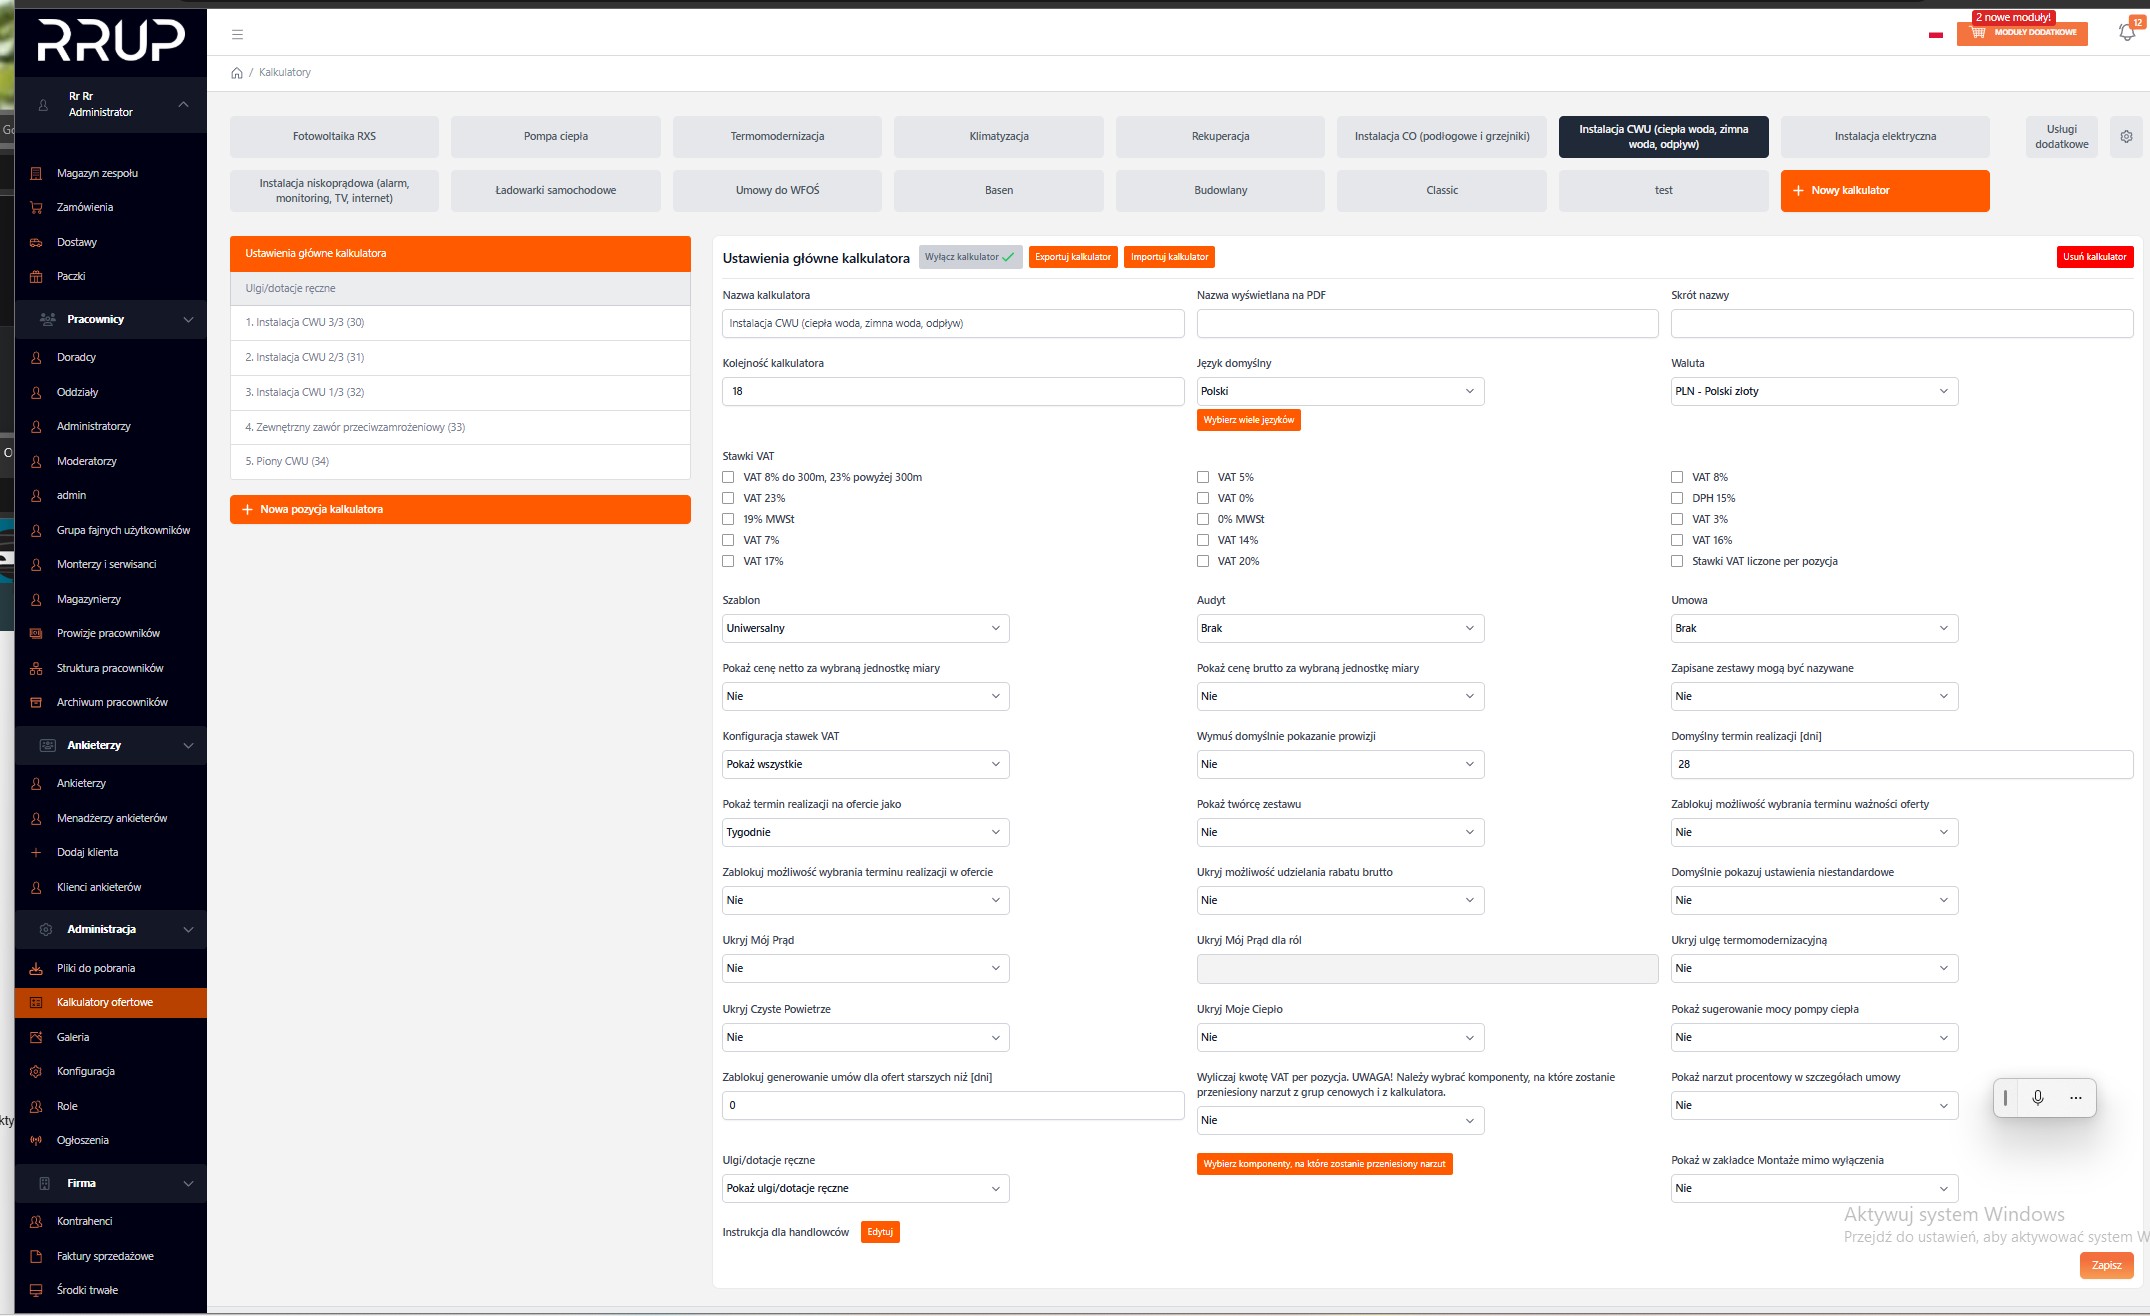 RRUP
Rr Rr
Administrator
Magazyn zespołu
Zamówienia
Dostawy
Paczki
Pracownicy
Doradcy
Oddziały
Administratorzy
Moderatorzy
admin
Grupa fajnych użytkowników
Monterzy i serwisanci
Magazynierzy
Prowizje pracowników
Struktura pracowników
Archiwum pracowników
Ankieterzy
Ankieterzy
Menadżerzy ankieterów
Dodaj klienta
Klienci ankieterów
Administracja
Pliki do pobrania
Kalkulatory ofertowe
Galeria
Konfiguracja
Role
Ogłoszenia
Firma
Kontrahenci
Faktury sprzedażowe
Środki trwałe
2 nowe moduły!
MODUŁY DODATKOWE
12
/ Kalkulatory
Fotowoltaika RXS
Pompa ciepła
Termomodernizacja
Klimatyzacja
Rekuperacja
Instalacja CO (podłogowe i grzejniki)
Instalacja CWU (ciepła woda, zimna
woda, odpływ)
Instalacja elektryczna
Usługi
dodatkowe
Instalacja niskoprądowa (alarm,
monitoring, TV, internet)
Ładowarki samochodowe
Umowy do WFOŚ
Basen
Budowlany
Classic
test
+ Nowy kalkulator
Ustawienia główne kalkulatora
Ulgi/dotacje ręczne
1. Instalacja CWU 3/3 (30)
2. Instalacja CWU 2/3 (31)
3. Instalacja CWU 1/3 (32)
4. Zewnętrzny zawór przeciwzamrożeniowy (33)
5. Piony CWU (34)
+ Nowa pozycja kalkulatora
Ustawienia główne kalkulatora
Wyłącz kalkulator
Exportuj kalkulator
Importuj kalkulator
Usuń kalkulator
Nazwa kalkulatora
Nazwa wyświetlana na PDF
Skrót nazwy
Instalacja CWU (ciepła woda, zimna woda, odpływ)
Kolejność kalkulatora
Język domyślny
Waluta
18
Polski
PLN - Polski złoty
Wybierz wiele języków
Stawki VAT
VAT 8% do 300m, 23% powyżej 300m
VAT 5%
VAT 8%
VAT 23%
VAT 0%
DPH 15%
19% MWSt
0% MWSt
VAT 3%
VAT 7%
VAT 14%
VAT 16%
VAT 17%
VAT 20%
Stawki VAT liczone per pozycja
Szablon
Audyt
Umowa
Uniwersalny
Brak
Brak
Pokaż cenę netto za wybraną jednostkę miary
Pokaż cenę brutto za wybraną jednostkę miary
Zapisane zestawy mogą być nazywane
Nie
Nie
Nie
Konfiguracja stawek VAT
Wymuś domyślnie pokazanie prowizji
Domyślny termin realizacji [dni]
Pokaż wszystkie
Nie
28
Pokaż termin realizacji na ofercie jako
Pokaż twórcę zestawu
Zablokuj możliwość wybrania terminu ważności oferty
Tygodnie
Nie
Nie
Zablokuj możliwość wybrania terminu realizacji w ofercie
Ukryj możliwość udzielania rabatu brutto
Domyślnie pokazuj ustawienia niestandardowe
Nie
Nie
Nie
Ukryj Mój Prąd
Ukryj Mój Prąd dla ról
Ukryj ulgę termomodernizacyjną
Nie
Nie
Ukryj Czyste Powietrze
Ukryj Moje Ciepło
Pokaż sugerowanie mocy pompy ciepła
Nie
Nie
Nie
Zablokuj generowanie umów dla ofert starszych niż [dni]
Wyliczaj kwotę VAT per pozycja. UWAGA! Należy wybrać komponenty, na które zostanie
przeniesiony narzut z grup cenowych i z kalkulatora.
Pokaż narzut procentowy w szczegółach umowy
0
Nie
Nie
Ulgi/dotacje ręczne
Wybierz komponenty, na które zostanie przeniesiony narzut
Pokaż w zakładce Montaże mimo wyłączenia
Pokaż ulgi/dotacje ręczne
Nie
Instrukcja dla handlowców
Edytuj
Aktywuj system Windows
Przejdź do ustawień, aby aktywować system W
Zapisz